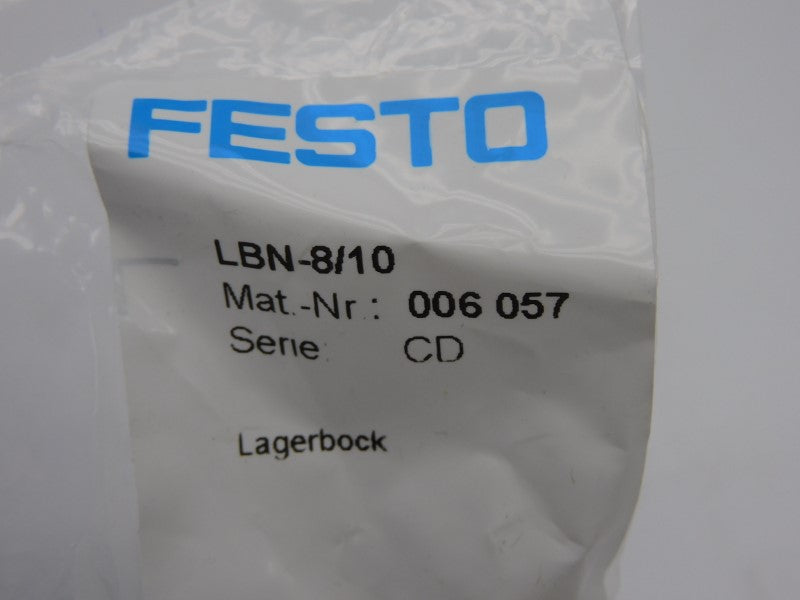 FESTO
LBN-8/10
Mat.-Nr.: 006 057
Serie: CD
Lagerbock